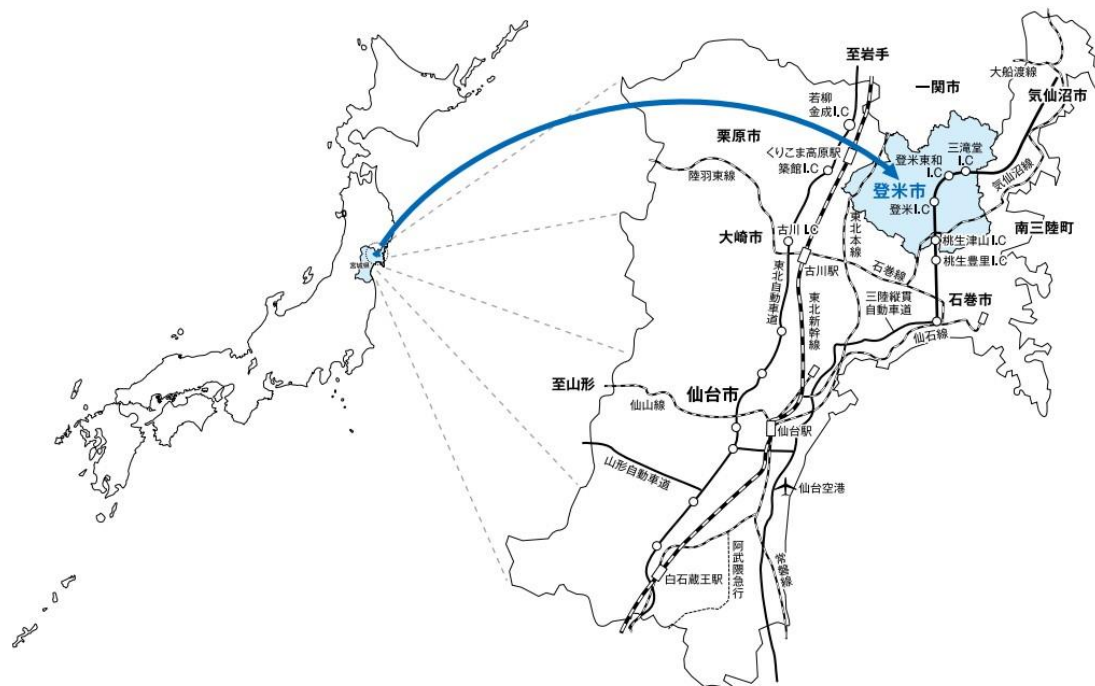 宮城県
至岩手
一関市
大船渡線
気仙沼市
若柳
金成I.C
栗原市
くりこま高原駅
築館I.C
三滝堂
I.C
登米東和
I.C
陸羽東線
登米市
登米I.C
気仙沼線
東北本線
南三陸町
大崎市
古川I.C
桃生津山I.C
古川駅
石巻線
桃生豊里I.C
東北自動車道
東北新幹線
三陸縦貫
自動車道
石巻市
仙石線
至山形
仙台市
仙山線
仙台駅
山形自動車道
仙台空港
阿武隈急行
常磐線
白石蔵王駅